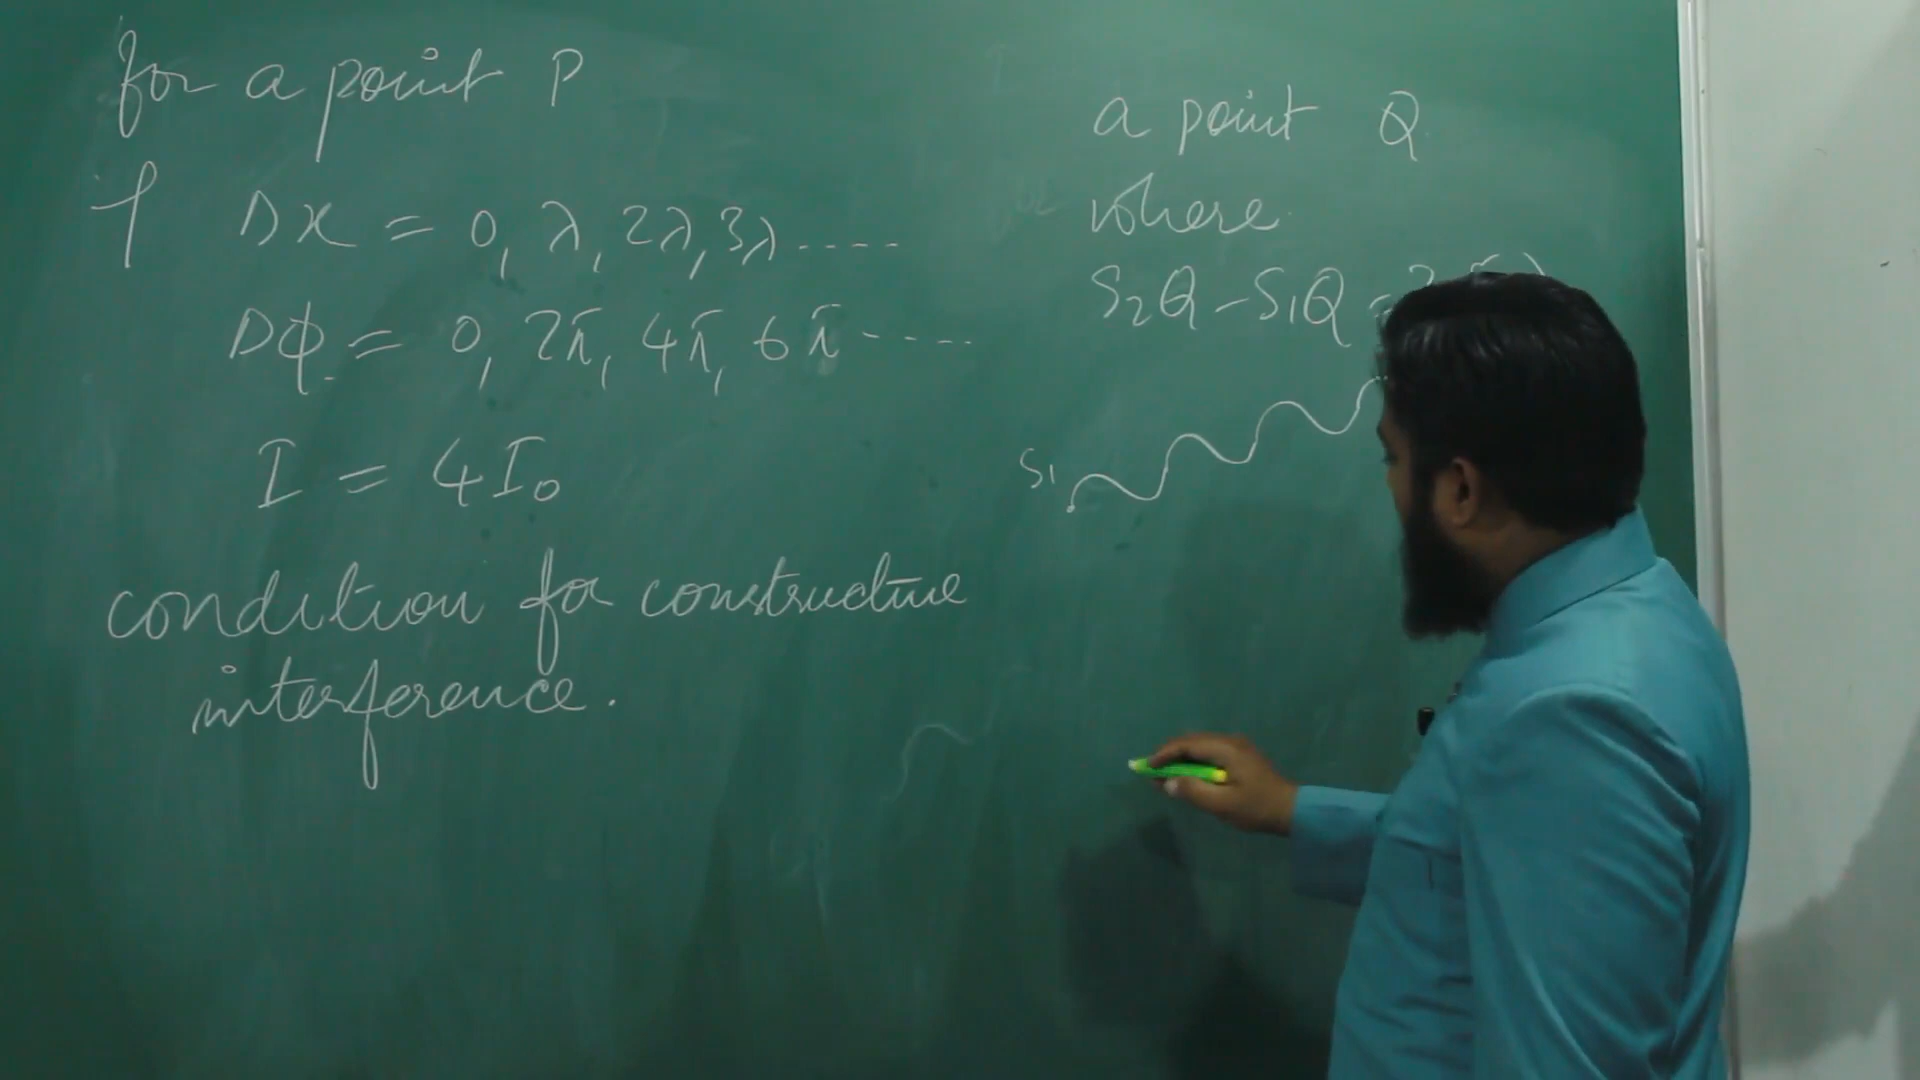 for a point P
If Δx = 0, λ, 2λ, 3λ ....
Δφ = 0, 2π, 4π, 6π ....
I = 4I₀
condition for constructive
interference.
a point Q
where
S₂Q – S₁Q =
S₁